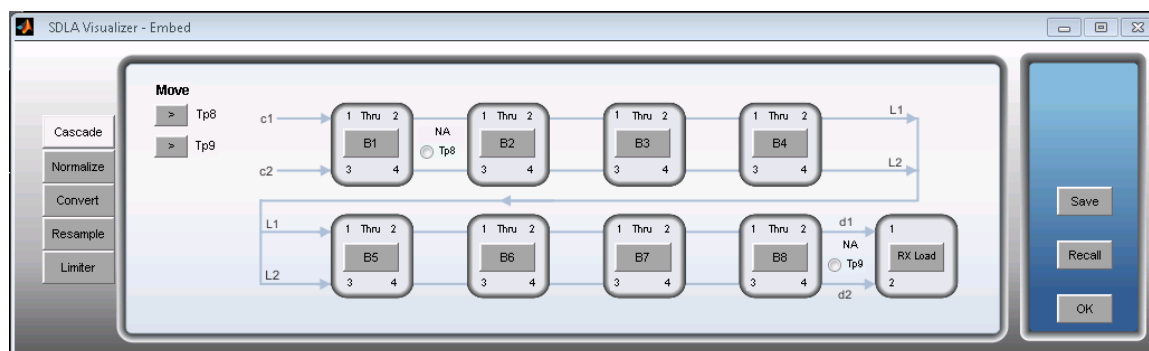 SDLA Visualizer - Embed
Move
> Tp8
> Tp9
Cascade
Normalize
Convert
Resample
Limiter
c1
c2
1 Thru 2
B1
3 4
NA
Tp8
1 Thru 2
B2
3 4
1 Thru 2
B3
3 4
1 Thru 2
B4
3 4
L1
L2
L1
L2
1 Thru 2
B5
3 4
1 Thru 2
B6
3 4
1 Thru 2
B7
3 4
1 Thru 2
B8
3 4
d1
NA
Tp9
d2
1
RX Load
2
Save
Recall
OK